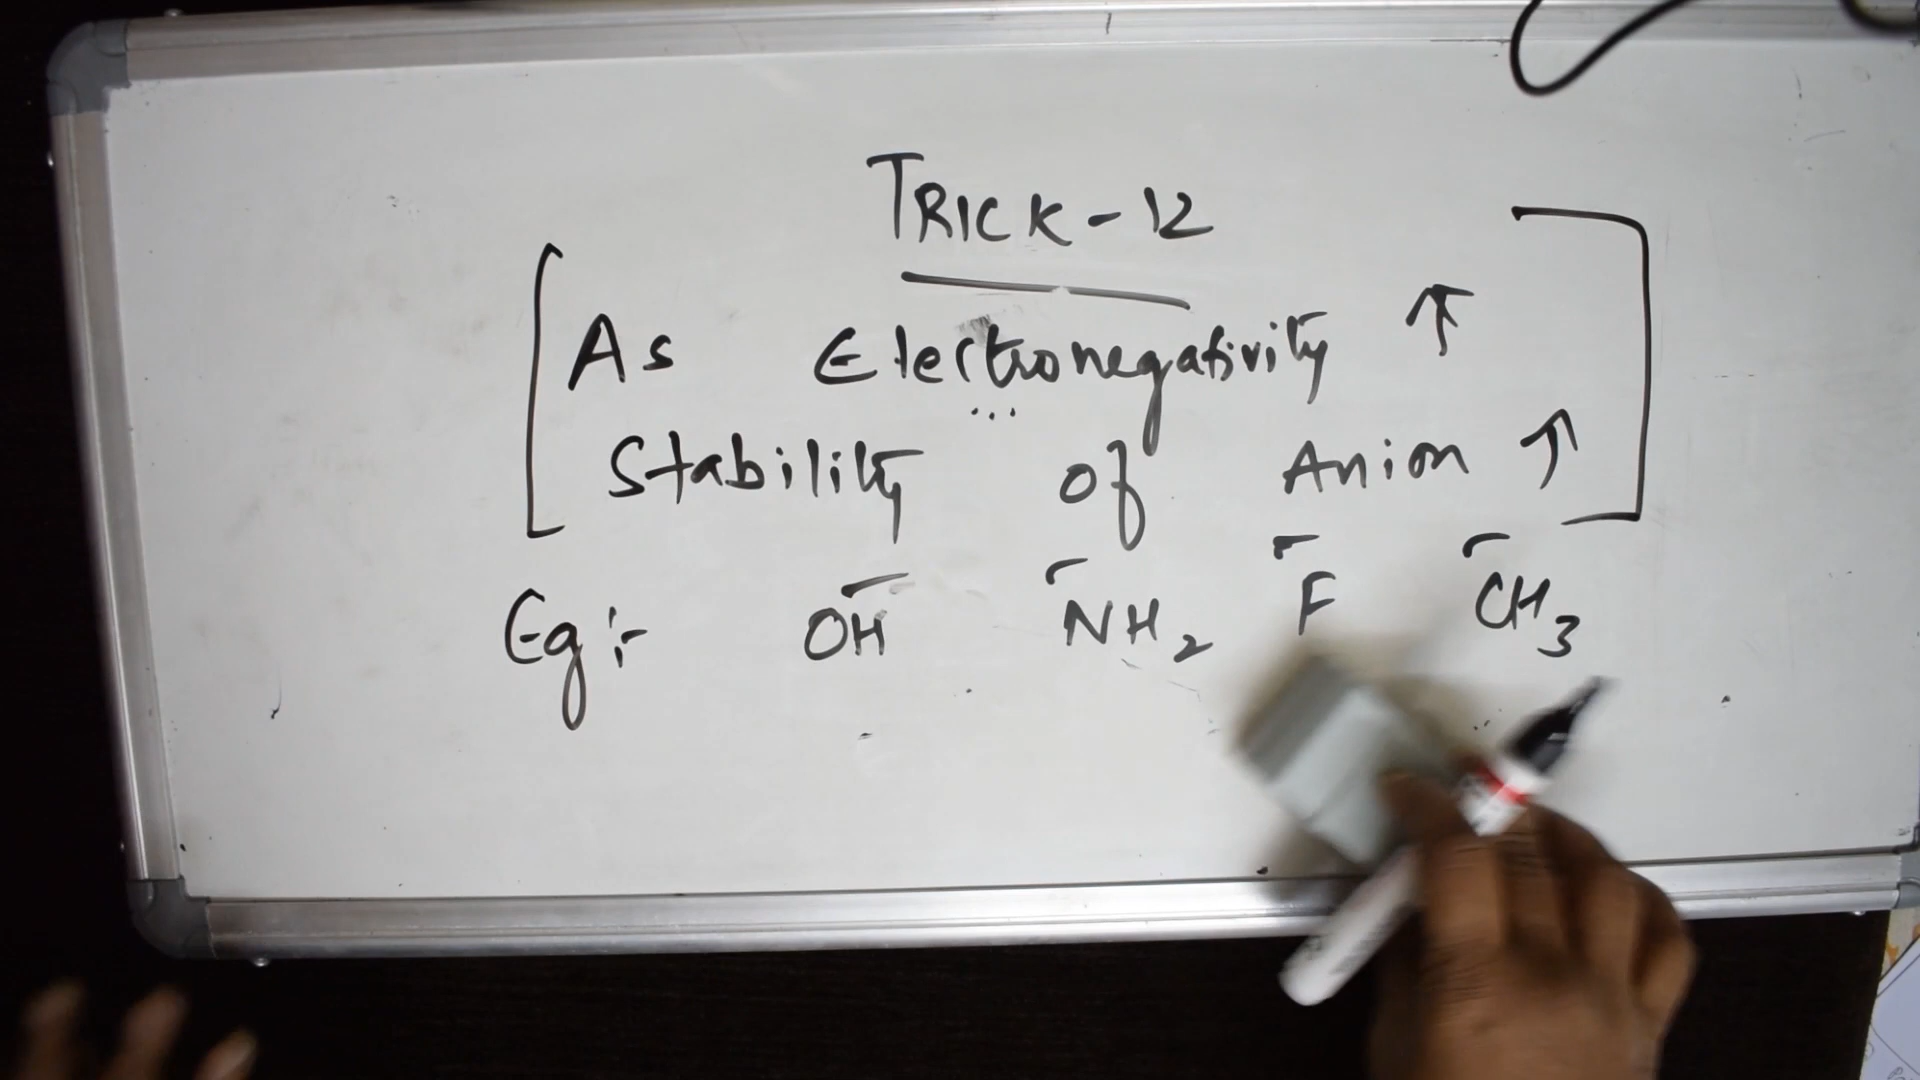 TRICK-12
As Electronegativity ↑
Stability of Anion ↑
Eg:- OH⁻ ⁻NH₂ ⁻F ⁻CH₃